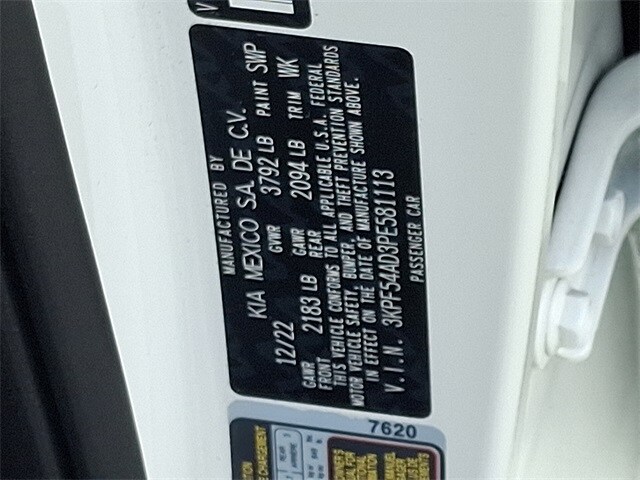 V
MANUFACTURED BY
KIA MEXICO S.A. DE C.V.
12/22 GVWR 3792 LB PAINT SWP
GAWR FRONT 2183 LB GAWR REAR 2094 LB TRIM WK
THIS VEHICLE CONFORMS TO ALL APPLICABLE U.S.A. FEDERAL
MOTOR VEHICLE SAFETY, BUMPER, AND THEFT PREVENTION STANDARDS
IN EFFECT ON THE DATE OF MANUFACTURE SHOWN ABOVE.
V.I.N. 3KPF54AD3PE581113
PASSENGER CAR
7620